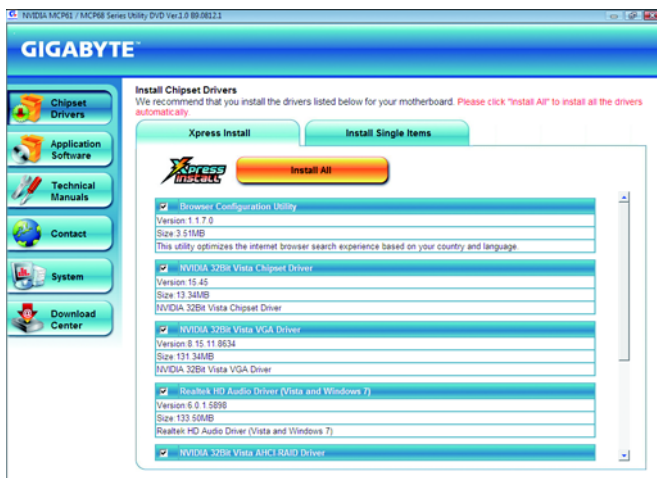 NVIDIA MCP61 / MCP68 Series Utility DVD Ver.1.0 B9.0812.1
GIGABYTE™
Chipset
Drivers
Application
Software
Technical
Manuals
Contact
System
Download
Center
Install Chipset Drivers
We recommend that you install the drivers listed below for your motherboard. Please click "Install All" to install all the drivers
automatically.
Xpress Install
Install Single Items
Xpress
INSTALL
Install All
Browser Configuration Utility
Version:1.1.7.0
Size:3.51MB
This utility optimizes the internet browser search experience based on your country and language.
NVIDIA 32Bit Vista Chipset Driver
Version:15.45
Size:13.34MB
NVIDIA 32Bit Vista Chipset Driver
NVIDIA 32Bit Vista VGA Driver
Version:8.15.11.8634
Size:131.34MB
NVIDIA 32Bit Vista VGA Driver
Realtek HD Audio Driver (Vista and Windows 7)
Version:6.0.1.5898
Size:133.50MB
Realtek HD Audio Driver (Vista and Windows 7)
NVIDIA 32Bit Vista AHCI-RAID Driver